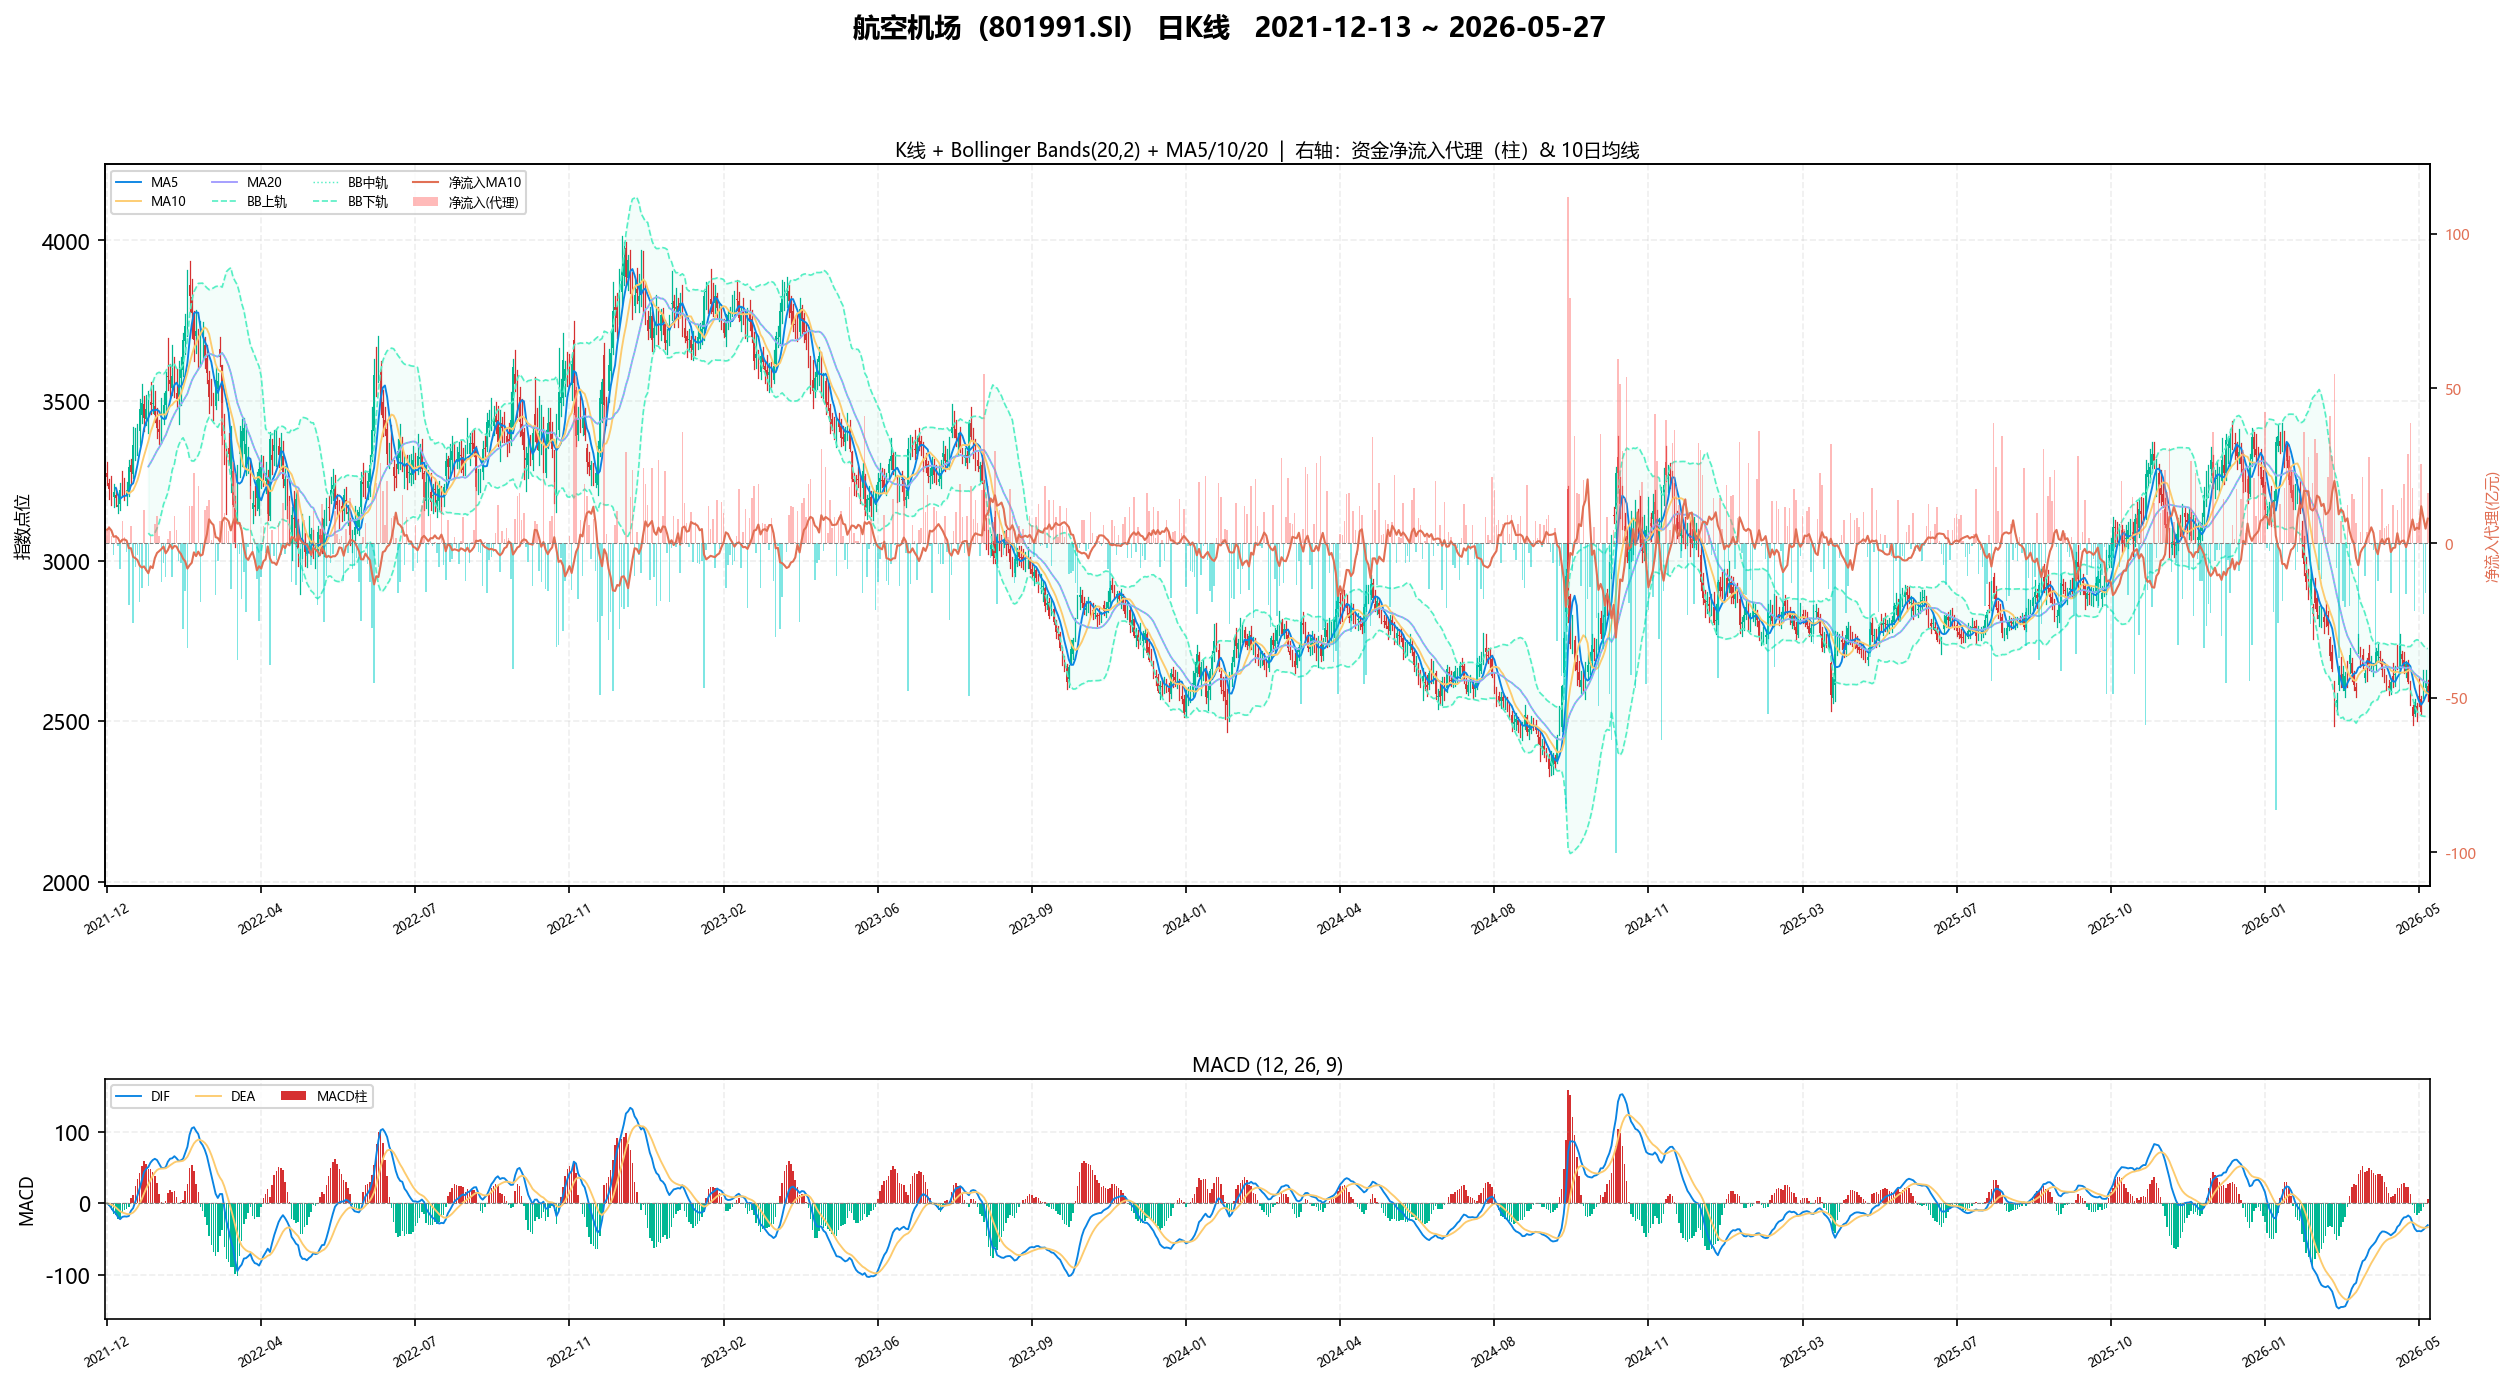 航空机场（801991.SI） 日K线 2021-12-13 ~ 2026-05-27
K线 + Bollinger Bands(20,2) + MA5/10/20 | 右轴：资金净流入代理（柱）& 10日均线
MA5 MA20 BB中轨 净流入MA10
MA10 BB上轨 BB下轨 净流入(代理)
指数点位
4000
3500
3000
2500
2000
100
50
0
-50
-100
净流入代理(亿元)
2021-12 2022-04 2022-07 2022-11 2023-02 2023-06 2023-09 2024-01 2024-04 2024-08 2024-11 2025-03 2025-07 2025-10 2026-01 2026-05
MACD (12, 26, 9)
DIF DEA MACD柱
MACD
100
0
-100
2021-12 2022-04 2022-07 2022-11 2023-02 2023-06 2023-09 2024-01 2024-04 2024-08 2024-11 2025-03 2025-07 2025-10 2026-01 2026-05